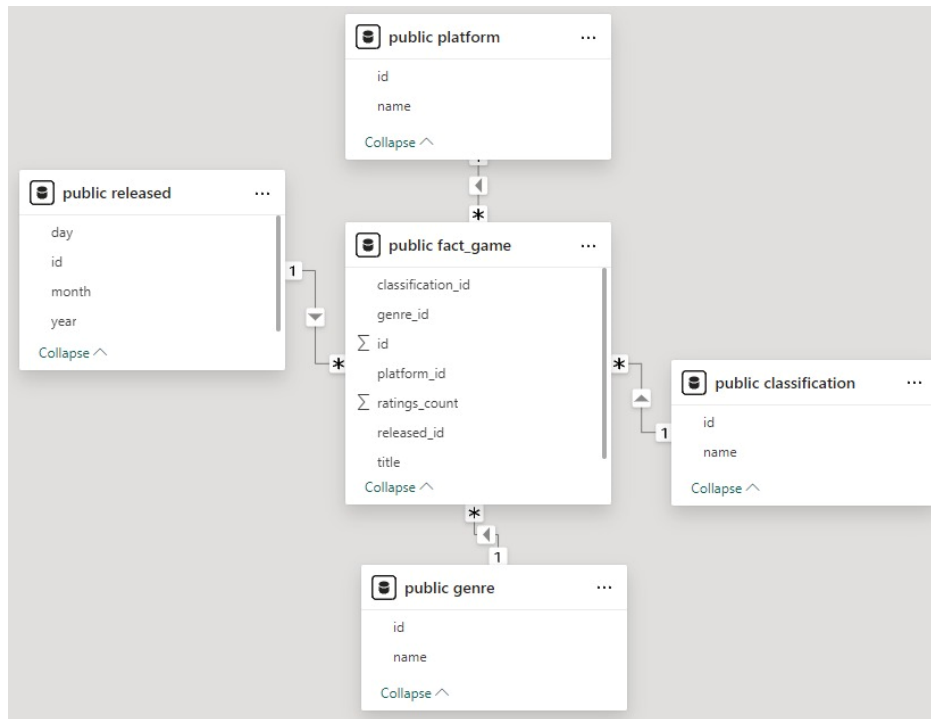 public platform
...
id
name
Collapse
public released
...
day
id
month
year
Collapse
1
*
*
public fact_game
...
classification_id
genre_id
∑ id
platform_id
∑ ratings_count
released_id
title
Collapse
*
1
public classification
...
id
name
Collapse
*
1
public genre
...
id
name
Collapse